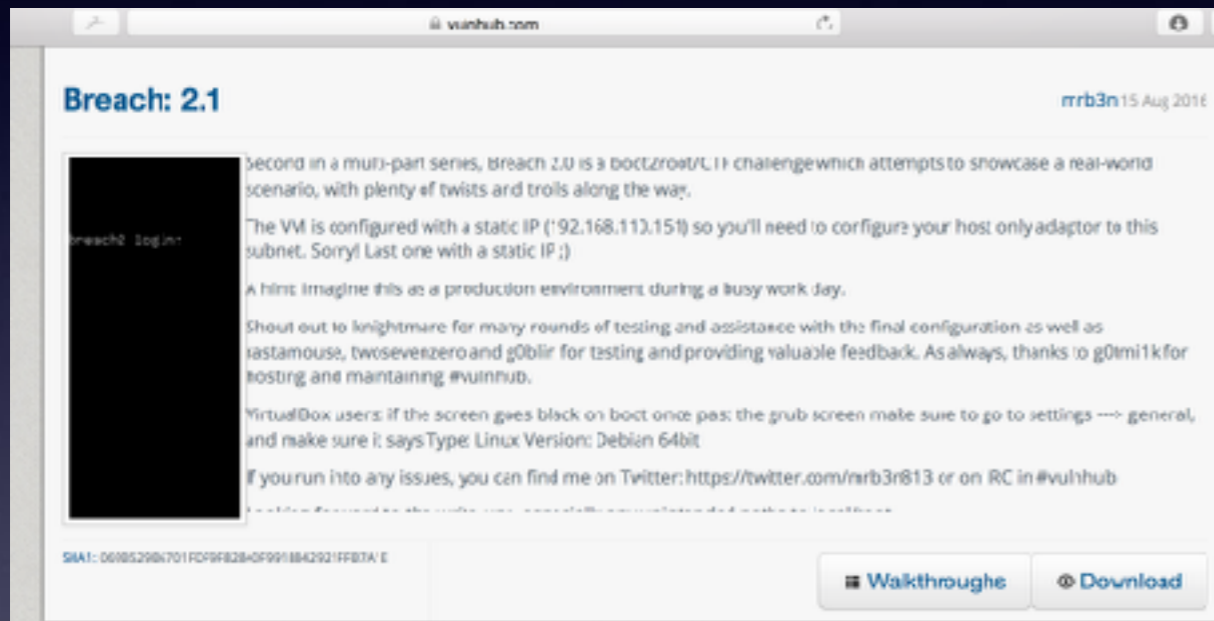 vulnhub.com
Breach: 2.1
mrb3n 15 Aug 2016
Second in a multi-part series, Breach 2.0 is a boot2root/CTF challenge which attempts to showcase a real-world
scenario, with plenty of twists and trolls along the way.
breach2 login:
The VM is configured with a static IP (192.168.110.151) so you'll need to configure your host only adaptor to this
subnet. Sorry! Last one with a static IP ;)
A hint: Imagine this as a production environment during a busy work day.
Shout out to knightmare for many rounds of testing and assistance with the final configuration as well as
rastamouse, twosevenzero and g0blin for testing and providing valuable feedback. As always, thanks to g0tmi1k for
hosting and maintaining #vulnhub.
VirtualBox users: if the screen goes black on boot once past the grub screen make sure to go to settings ---> general,
and make sure it says Type: Linux Version: Debian 64bit
If you run into any issues, you can find me on Twitter: https://twitter.com/mrb3n813 or on IRC in #vulnhub
SHA1:
Walkthroughs
Download